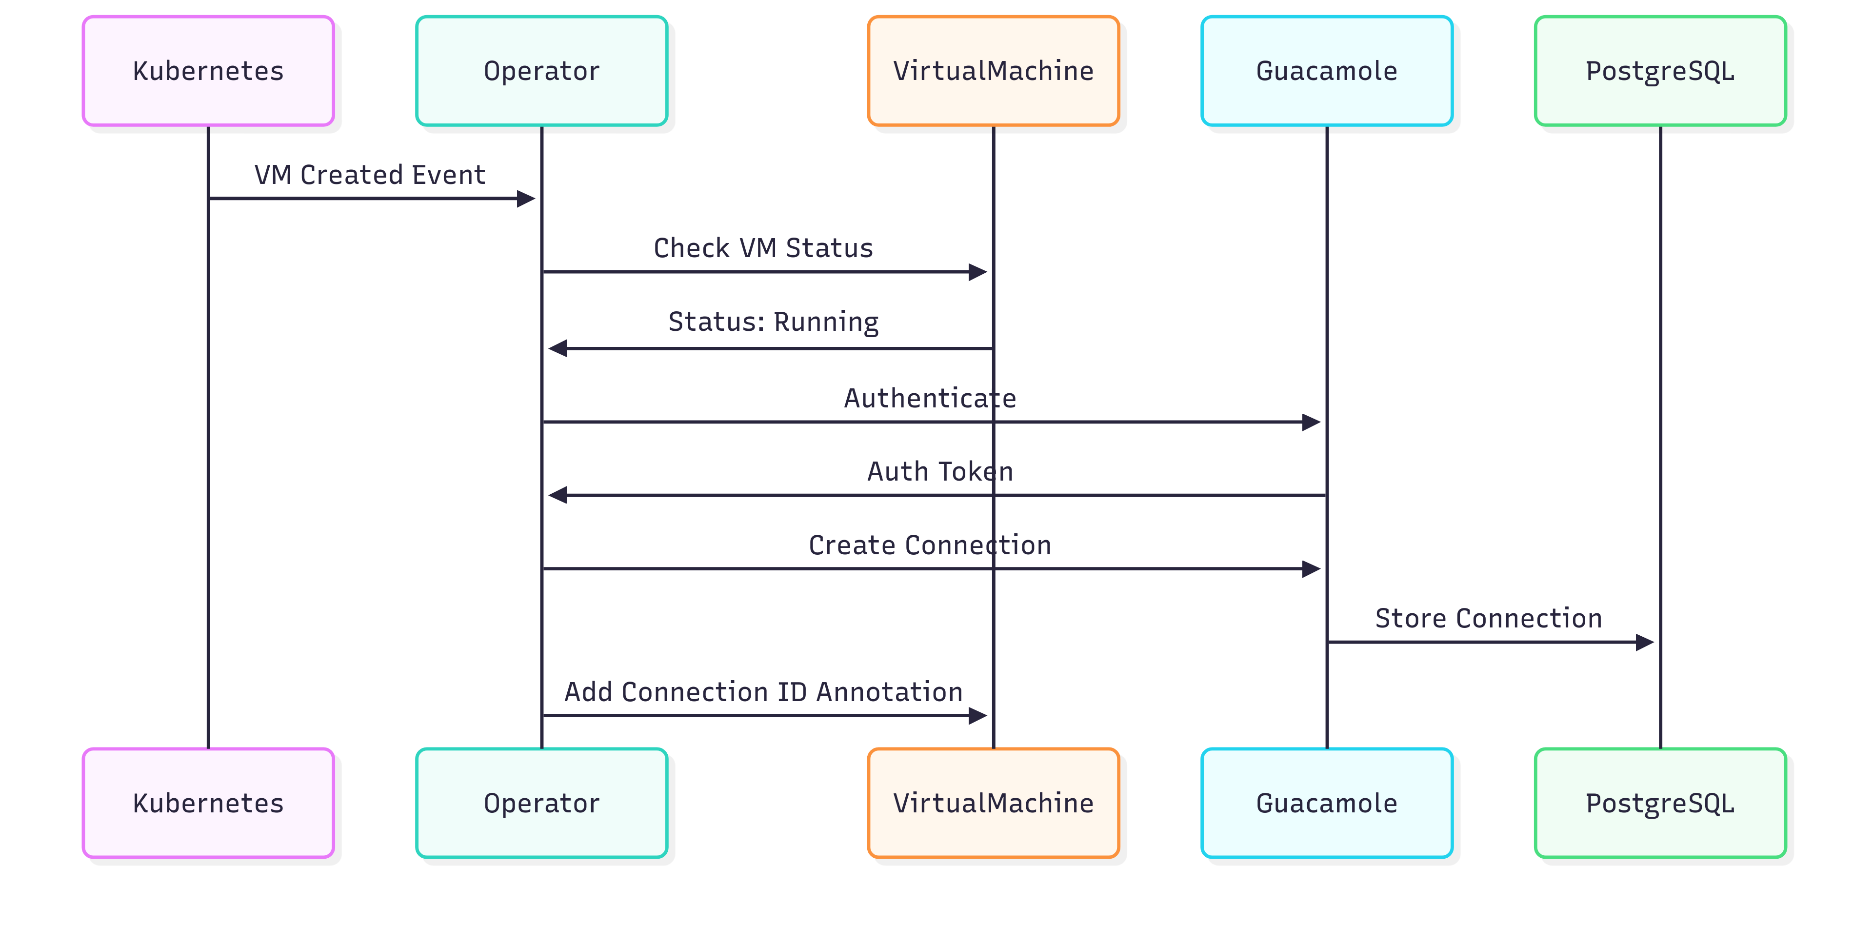 Kubernetes
Operator
VirtualMachine
Guacamole
PostgreSQL
VM Created Event
Check VM Status
Status: Running
Authenticate
Auth Token
Create Connection
Store Connection
Add Connection ID Annotation
Kubernetes
Operator
VirtualMachine
Guacamole
PostgreSQL